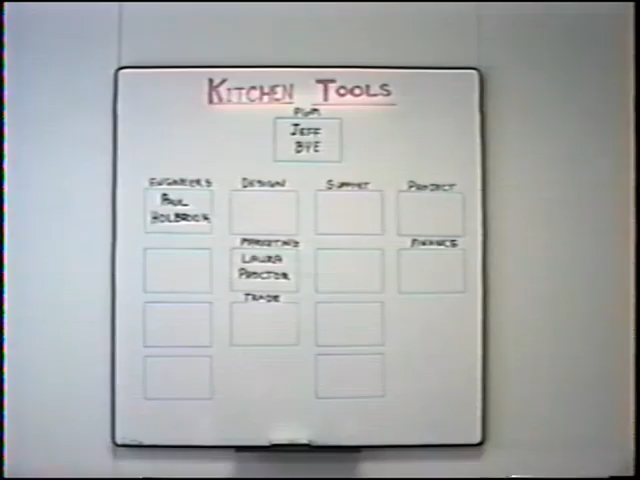 KITCHEN TOOLS
PGM
JEFF
BYE
ENGINEERS DESIGN SUPPORT PROJECT
PAUL
HOLBROOK
MARKETING FINANCE
LAURA
PROCTOR
TRADE